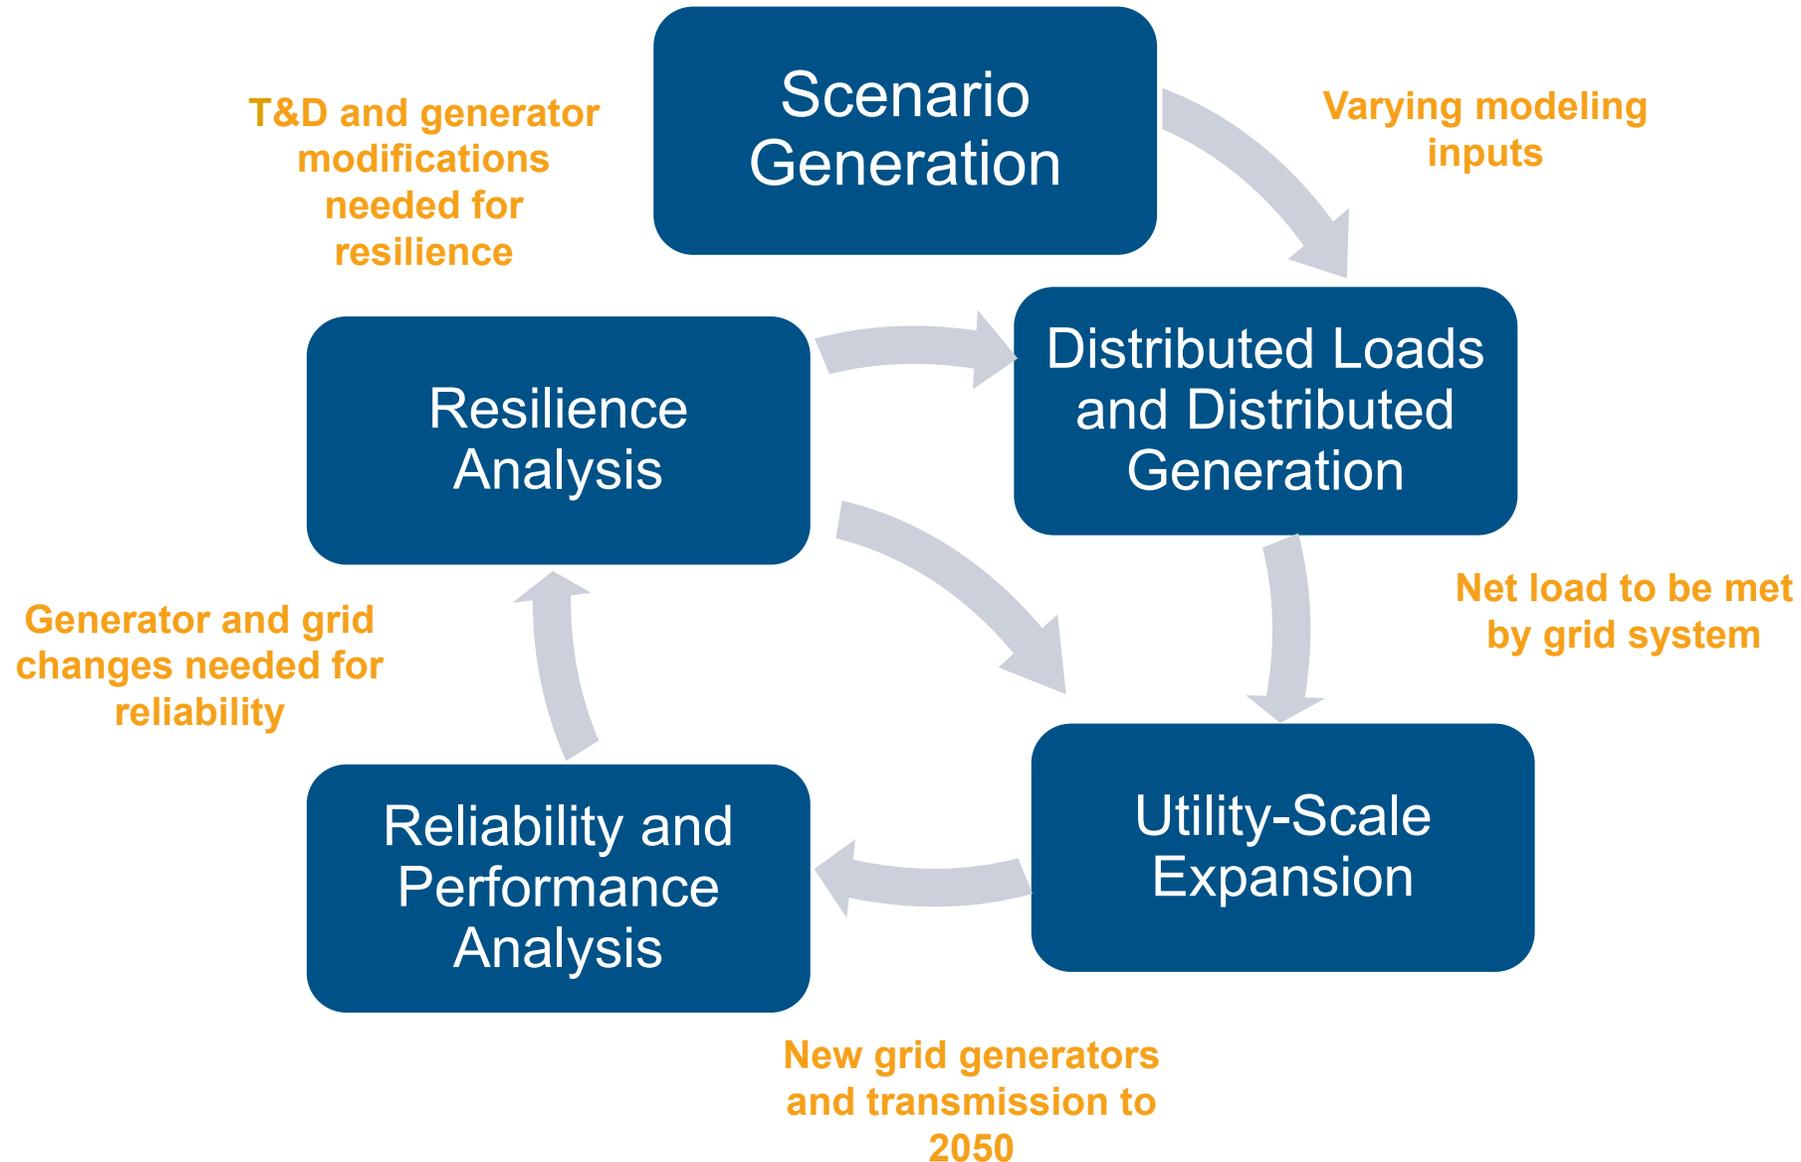 Scenario
Generation
Varying modeling
inputs
T&D and generator
modifications
needed for
resilience
Distributed Loads
and Distributed
Generation
Resilience
Analysis
Net load to be met
by grid system
Generator and grid
changes needed for
reliability
Utility-Scale
Expansion
Reliability and
Performance
Analysis
New grid generators
and transmission to
2050